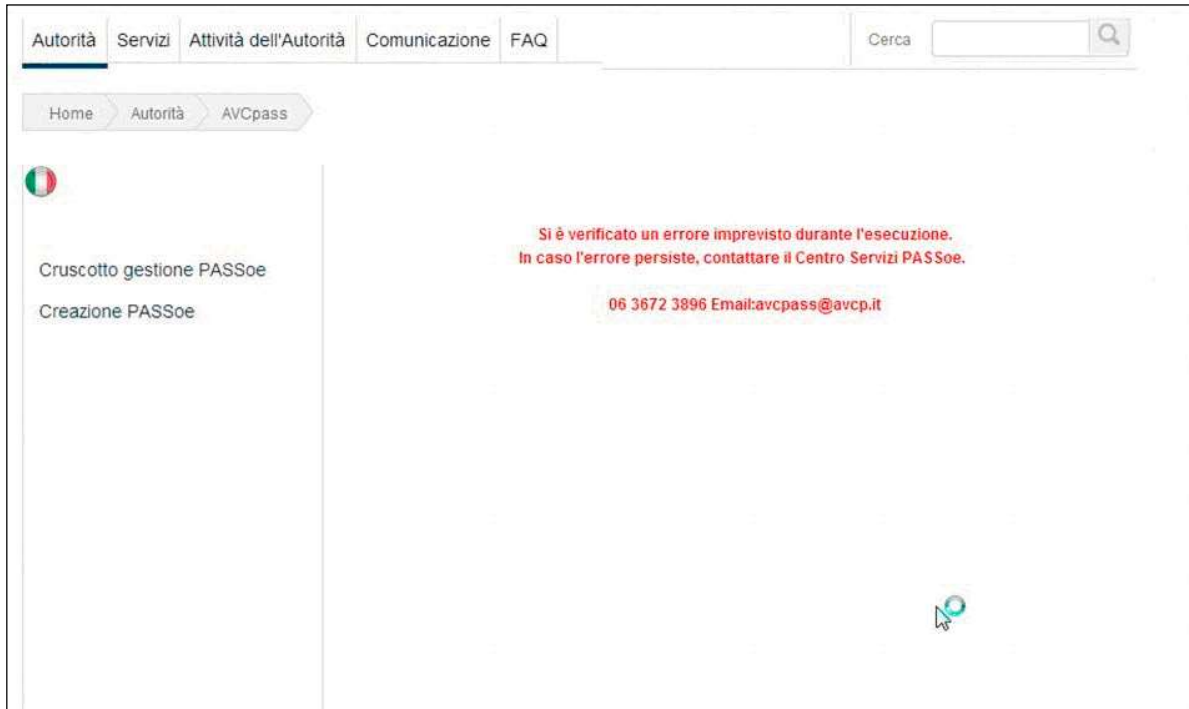 Autorità Servizi Attività dell'Autorità Comunicazione FAQ Cerca
Home Autorità AVCpass
Si è verificato un errore imprevisto durante l'esecuzione.
In caso l'errore persiste, contattare il Centro Servizi PASSoe.
06 3672 3896 Email:avcpass@avcp.it
Cruscotto gestione PASSoe
Creazione PASSoe